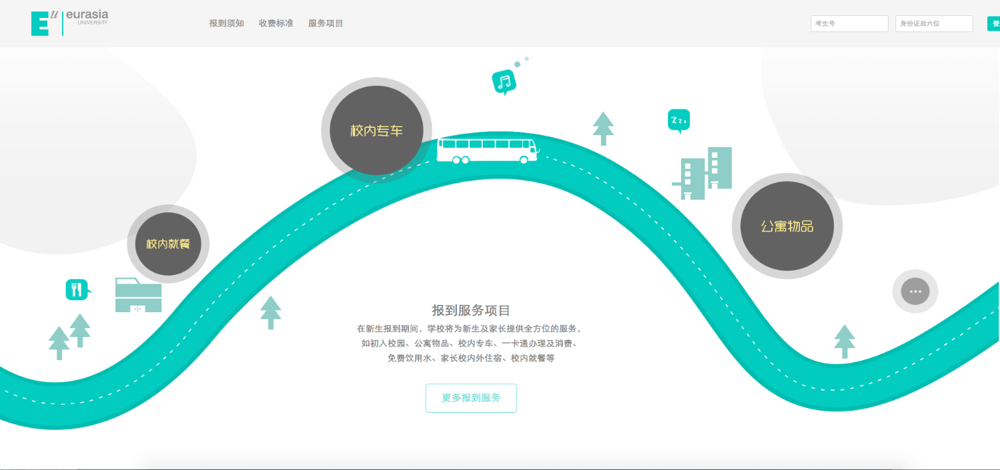 Eu eurasia
UNIVERSITY
报到须知 收费标准 服务项目
考生号 身份证后六位 登
校内专车
Z z z
公寓物品
校内就餐
报到服务项目
在新生报到期间，学校将为新生及家长提供全方位的服务，
如初入校园、公寓物品、校内专车、一卡通办理及消费、
免费饮用水、家长校内外住宿、校内就餐等
更多报到服务